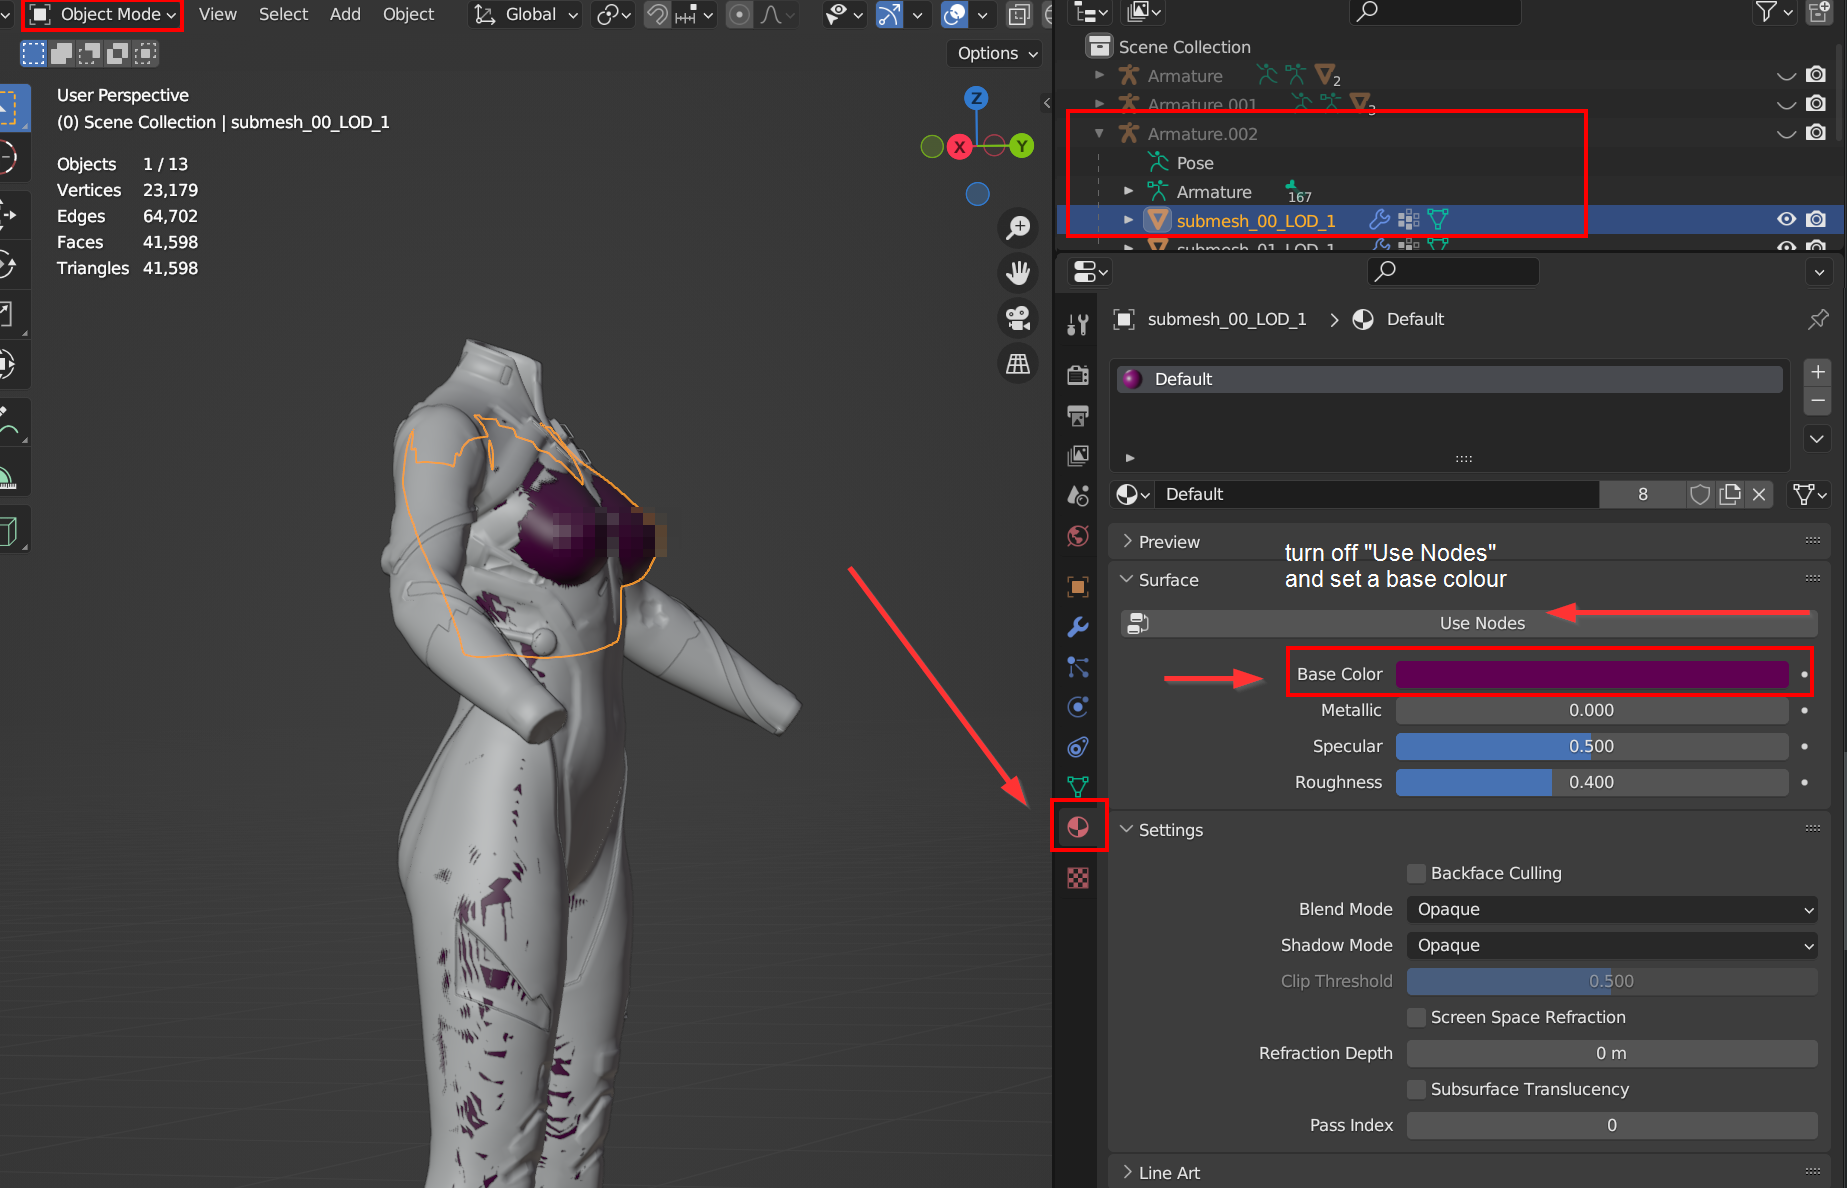 Object Mode
View
Select
Add
Object
Global
Options
User Perspective
(0) Scene Collection | submesh_00_LOD_1
Objects 1 / 13
Vertices 23,179
Edges 64,702
Faces 41,598
Triangles 41,598
Z
X
Y
Scene Collection
Armature 2
Armature.001 3
Armature.002
Pose
Armature 167
submesh_00_LOD_1
submesh_01_LOD_1
submesh_00_LOD_1 > Default
Default
Default 8
Preview
turn off "Use Nodes"
and set a base colour
Surface
Use Nodes
Base Color
Metallic 0.000
Specular 0.500
Roughness 0.400
Settings
Backface Culling
Blend Mode Opaque
Shadow Mode Opaque
Clip Threshold 0.500
Screen Space Refraction
Refraction Depth 0 m
Subsurface Translucency
Pass Index 0
Line Art